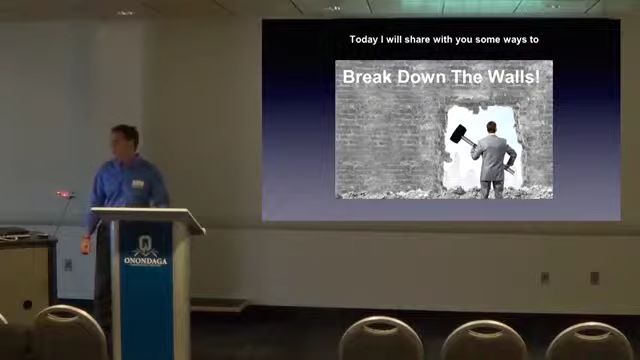 Today I will share with you some ways to
Break Down The Walls!
ONONDAGA